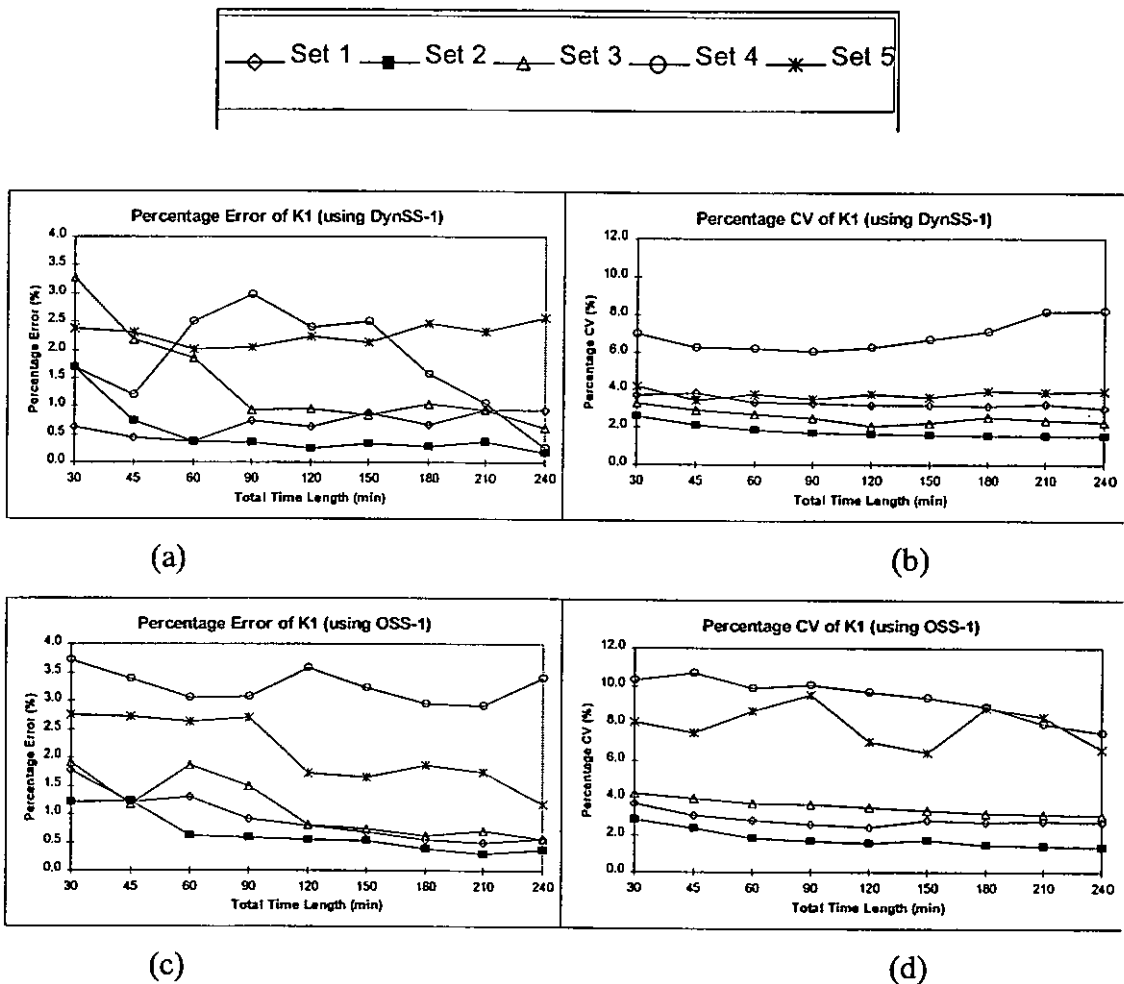 Set 1 Set 2 Set 3 Set 4 Set 5
Percentage Error of K1 (using DynSS-1)
Percentage Error (%)
4.0
3.5
3.0
2.5
2.0
1.5
1.0
0.5
0.0
30 45 60 90 120 150 180 210 240
Total Time Length (min)
(a)
Percentage CV of K1 (using DynSS-1)
Percentage CV (%)
12.0
10.0
8.0
6.0
4.0
2.0
0.0
30 45 60 90 120 150 180 210 240
Total Time Length (min)
(b)
Percentage Error of K1 (using OSS-1)
Percentage Error (%)
4.0
3.5
3.0
2.5
2.0
1.5
1.0
0.5
0.0
30 45 60 90 120 150 180 210 240
Total Time Length (min)
(c)
Percentage CV of K1 (using OSS-1)
Percentage CV (%)
12.0
10.0
8.0
6.0
4.0
2.0
0.0
30 45 60 90 120 150 180 210 240
Total Time Length (min)
(d)